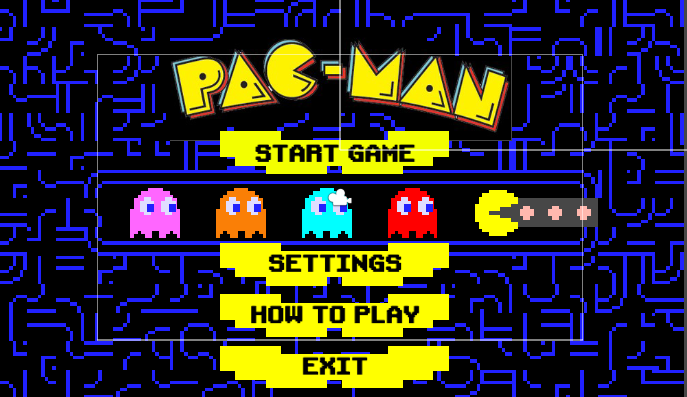 PAC-MAN
START GAME
SETTINGS
HOW TO PLAY
EXIT